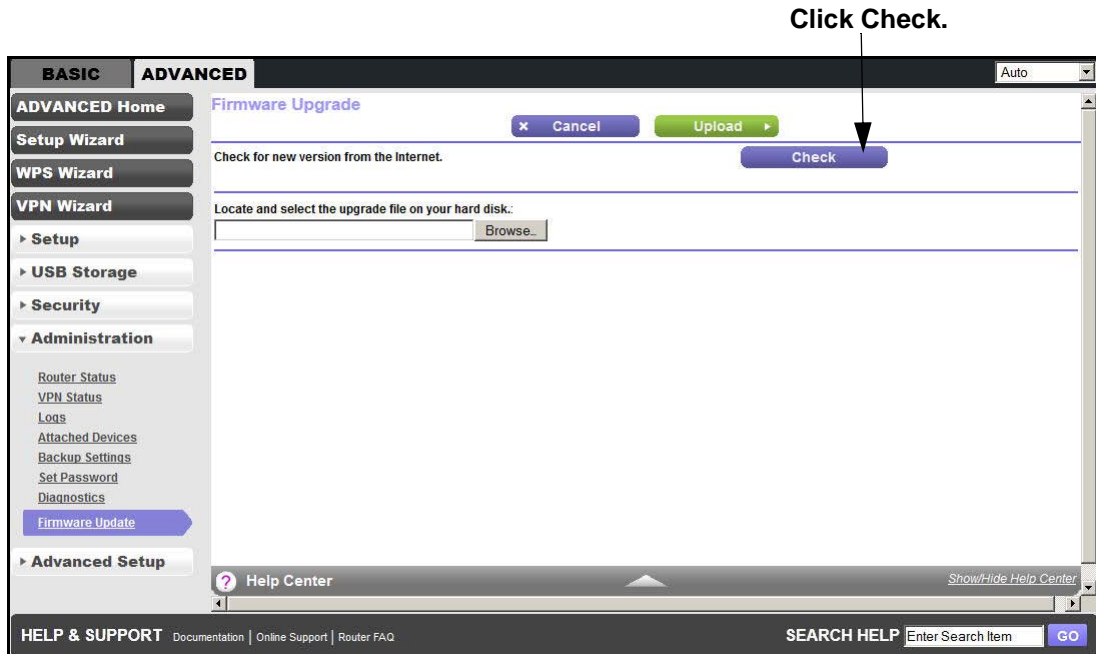 Click Check.
BASIC ADVANCED Auto
ADVANCED Home
Setup Wizard
WPS Wizard
VPN Wizard
▸ Setup
▸ USB Storage
▸ Security
▾ Administration
Router Status
VPN Status
Logs
Attached Devices
Backup Settings
Set Password
Diagnostics
Firmware Update
▸ Advanced Setup
Firmware Upgrade
× Cancel Upload ▸
Check for new version from the Internet. Check
Locate and select the upgrade file on your hard disk.:
Browse..
? Help Center Show/Hide Help Center
HELP & SUPPORT Documentation | Online Support | Router FAQ SEARCH HELP Enter Search Item GO